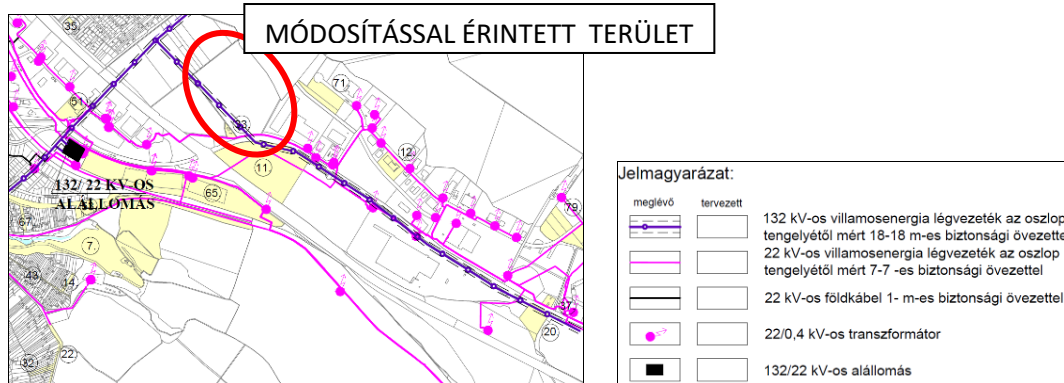 MÓDOSÍTÁSSAL ÉRINTETT TERÜLET
35.
71.
51.
93.
12.
11.
132/ 22 KV-OS
ALÁLLOMÁS
65.
79.
67.
7.
43.
14.
37.
20.
22.
32.
Jelmagyarázat:
meglévő tervezett
132 kV-os villamosenergia légvezeték az oszlop
tengelyétől mért 18-18 m-es biztonsági övezette
22 kV-os villamosenergia légvezeték az oszlop
tengelyétől mért 7-7 -es biztonsági övezettel
22 kV-os földkábel 1- m-es biztonsági övezettel
22/0,4 kV-os transzformátor
132/22 kV-os alállomás